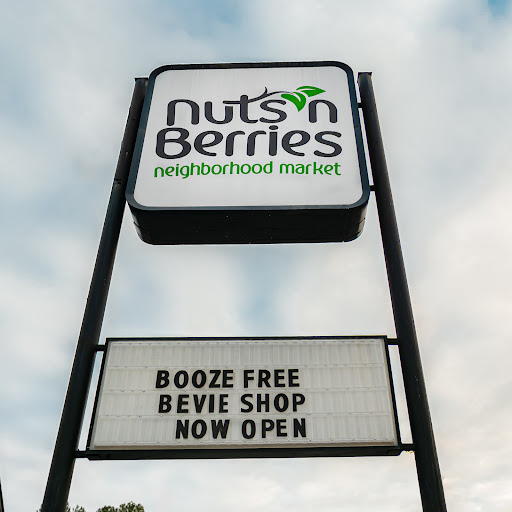 nuts 'n
Berries
neighborhood market
BOOZE FREE
BEVIE SHOP
NOW OPEN